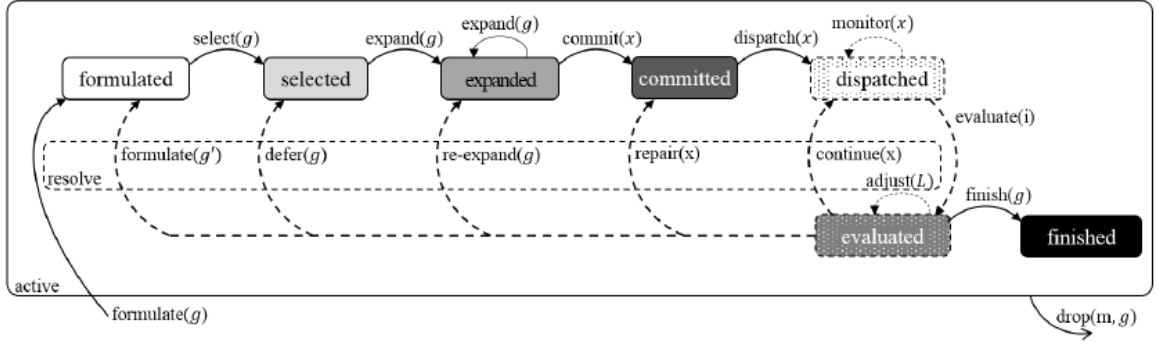 select(g)
expand(g)
expand(g)
commit(x)
dispatch(x)
monitor(x)
formulated
selected
expanded
committed
dispatched
evaluate(i)
formulate(g')
defer(g)
re-expand(g)
repair(x)
continue(x)
resolve
adjust(L)
finish(g)
evaluated
finished
active
formulate(g)
drop(m, g)